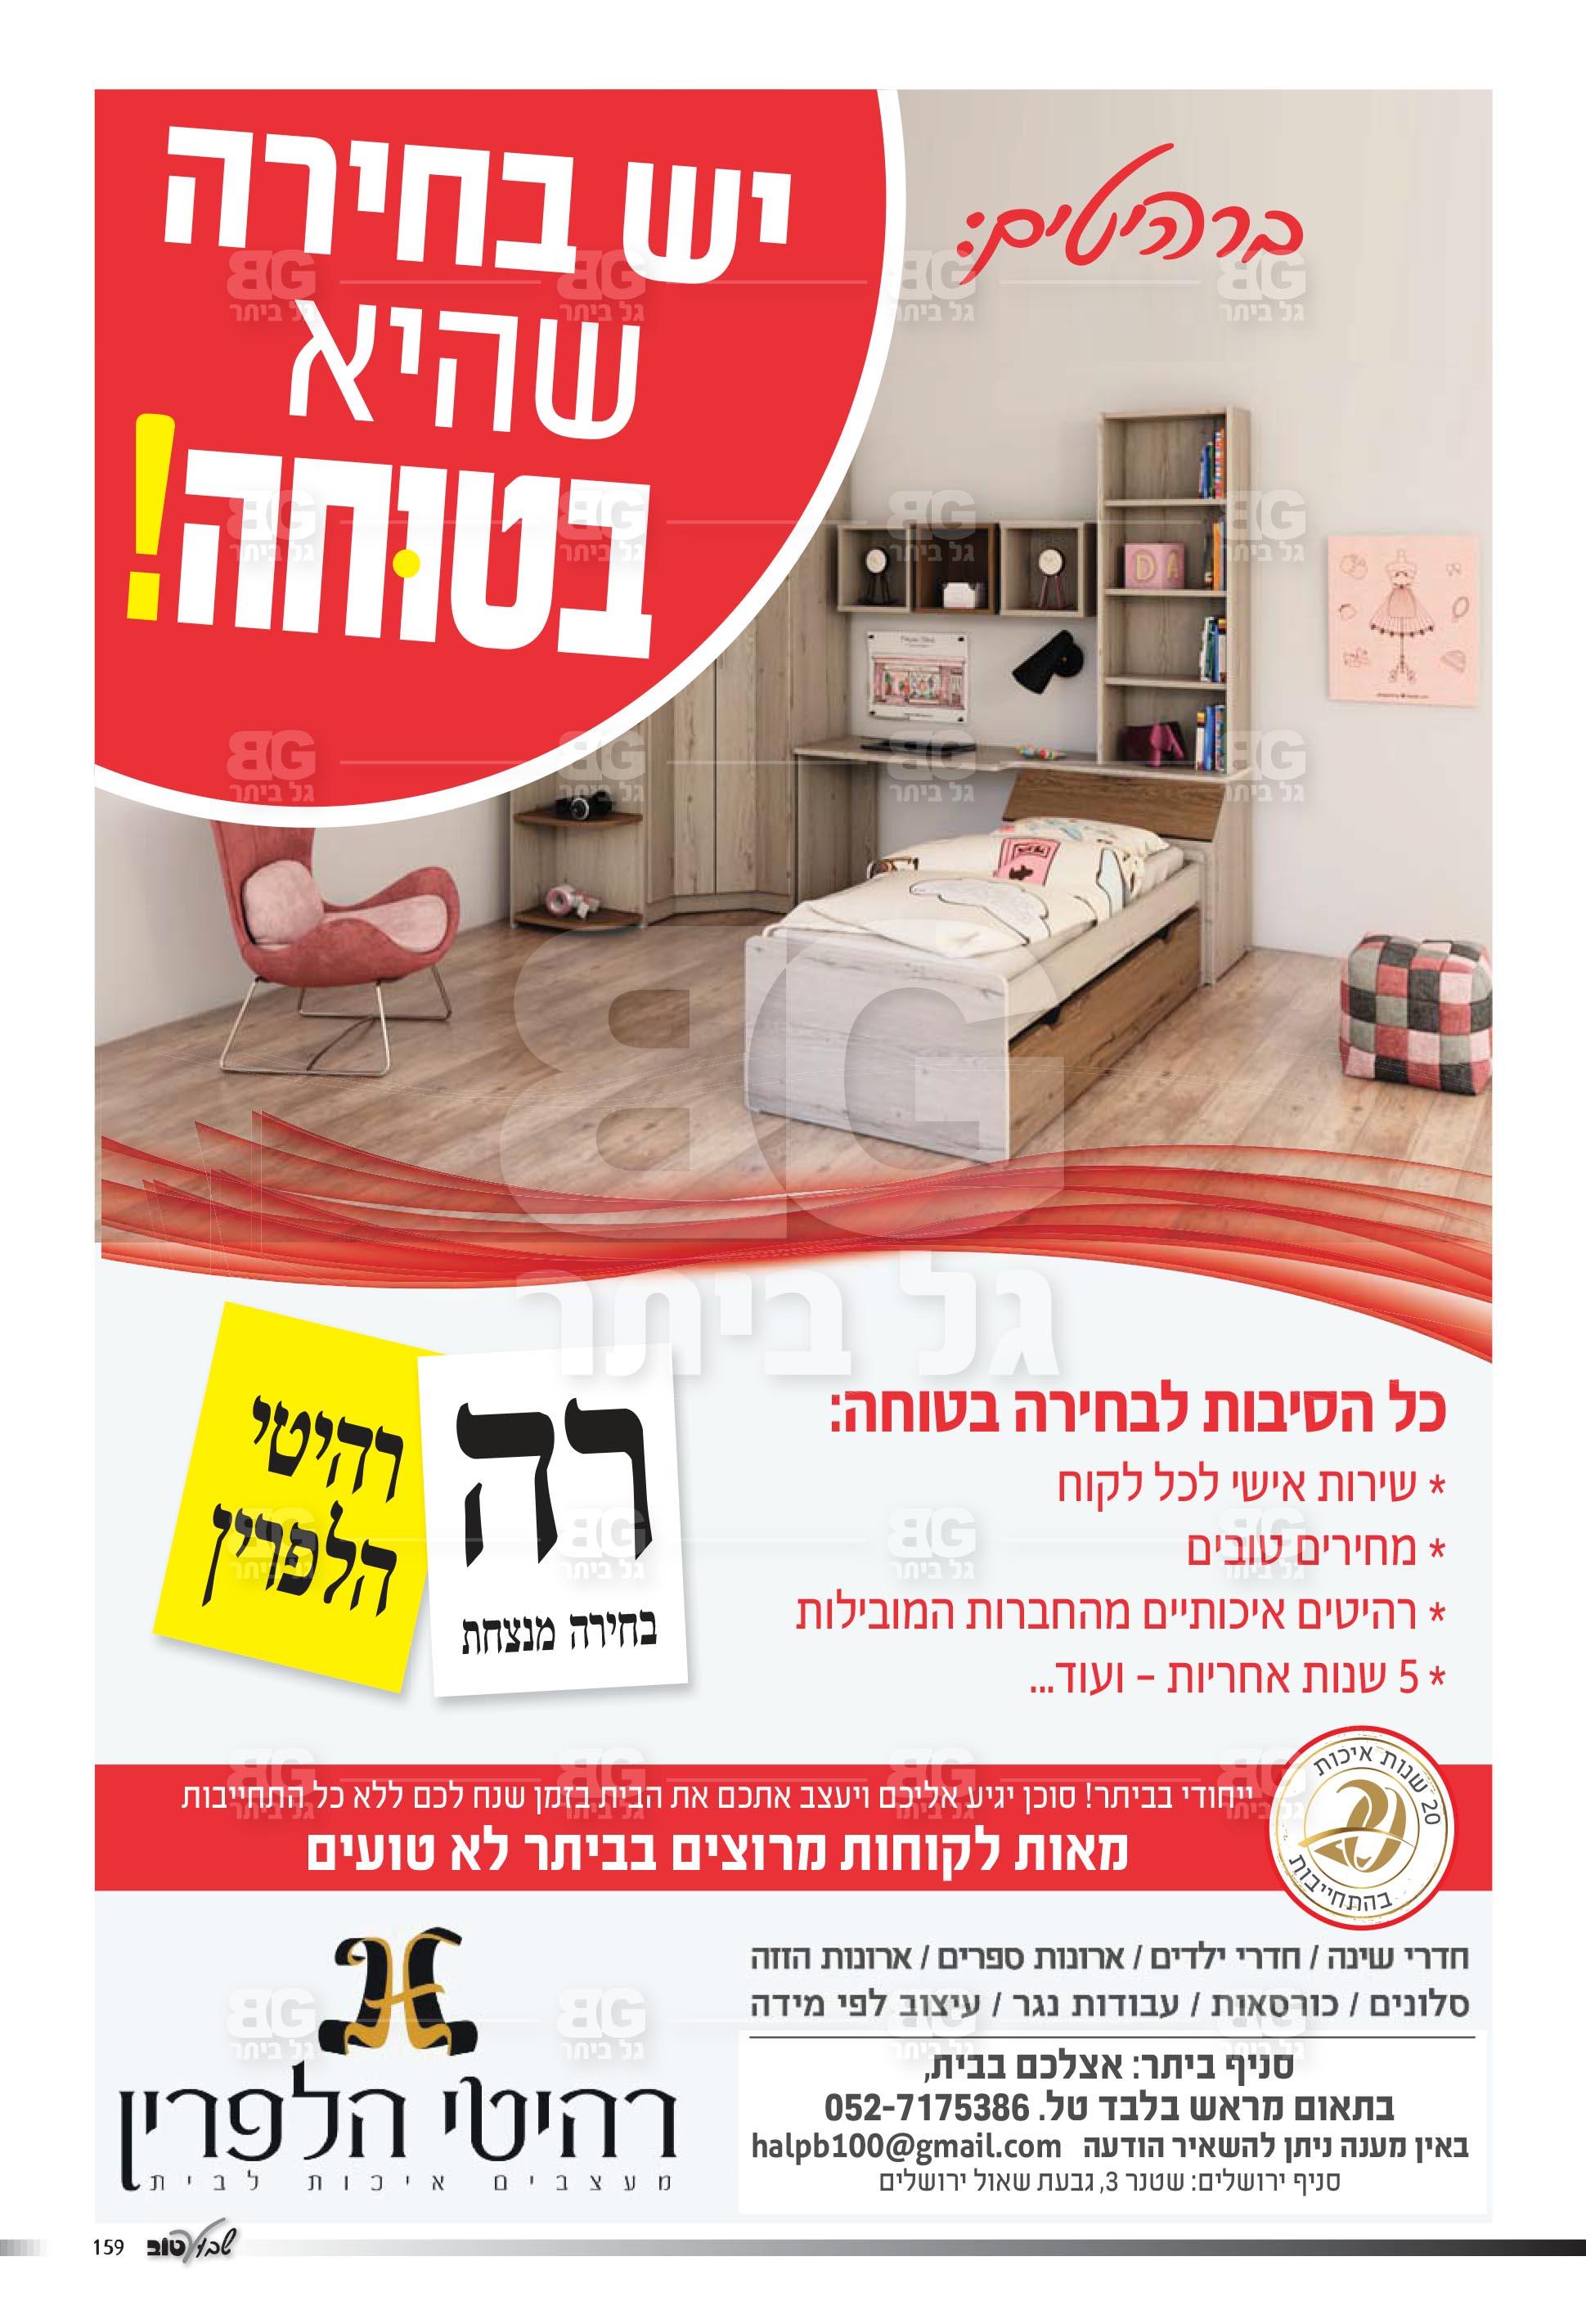 ברהיטים:
יש בחירה
שהיא
בטוחה!
DA
כל הסיבות לבחירה בטוחה:
* שירות אישי לכל לקוח
* מחירים טובים
* רהיטים איכותיים מהחברות המובילות
* 5 שנות אחריות - ועוד...
רה
בחירה מנצחת
רהיטי
הלפרין
20 שנות איכות
בהתחייבות
ייחודי בביתר! סוכן יגיע אליכם ויעצב אתכם את הבית בזמן שנח לכם ללא כל התחייבות
מאות לקוחות מרוצים בביתר לא טועים
חדרי שינה / חדרי ילדים / ארונות ספרים / ארונות הזזה
סלונים / כורסאות / עבודות נגר / עיצוב לפי מידה
סניף ביתר: אצלכם בבית,
בתאום מראש בלבד טל. 052-7175386
באין מענה ניתן להשאיר הודעה halpb100@gmail.com
סניף ירושלים: שטנר 3, גבעת שאול ירושלים
רהיטי הלפרין
מעצבים איכות לבית
BG
גל ביתר
159 שבוע טוב